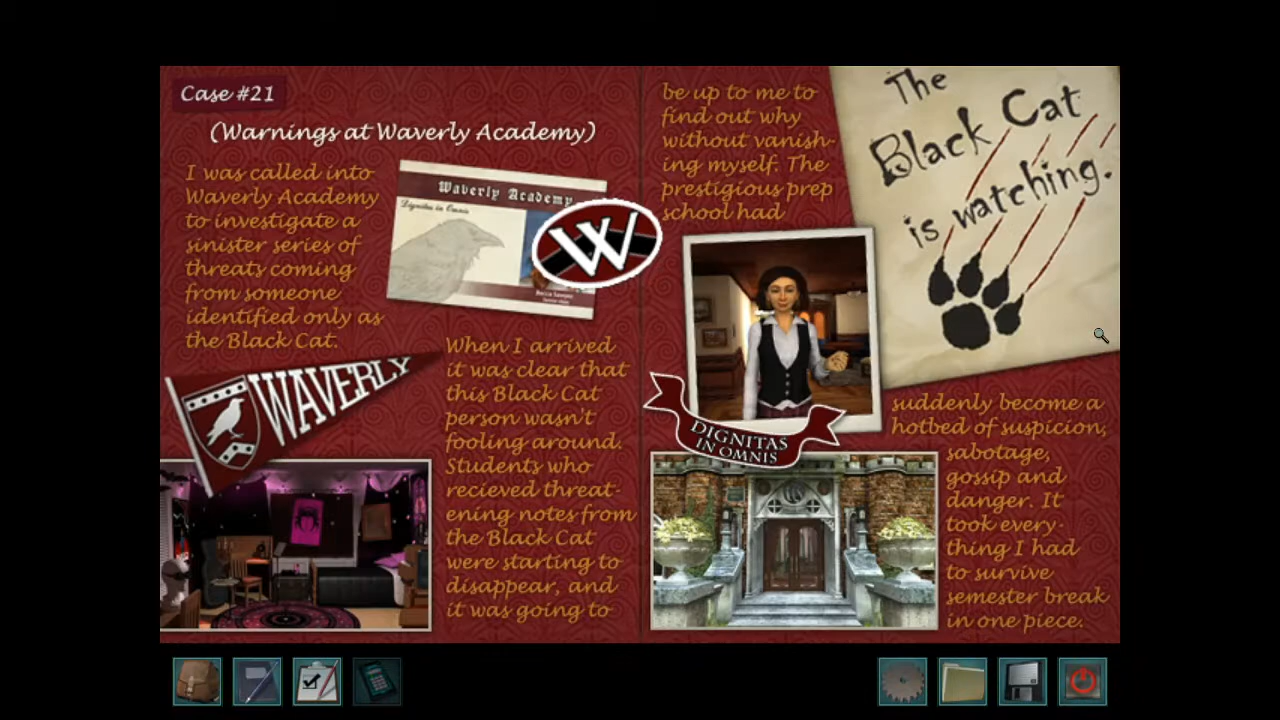 Case #21
(Warnings at Waverly Academy)
I was called into
Waverly Academy
to investigate a
sinister series of
threats coming
from someone
identified only as
the Black Cat.
Waverly Academy
Dignitas in Omnis
W
WAVERLY
When I arrived
it was clear that
this Black Cat
person wasn't
fooling around.
Students who
recieved threat-
ening notes from
the Black Cat
were starting to
disappear, and
it was going to
be up to me to
find out why
without vanish-
ing myself. The
prestigious prep
school had
The
Black Cat
is watching.
DIGNITAS
IN OMNIS
suddenly become a
hotbed of suspicion,
sabotage,
gossip and
danger. It
took every-
thing I had
to survive
semester break
in one piece.